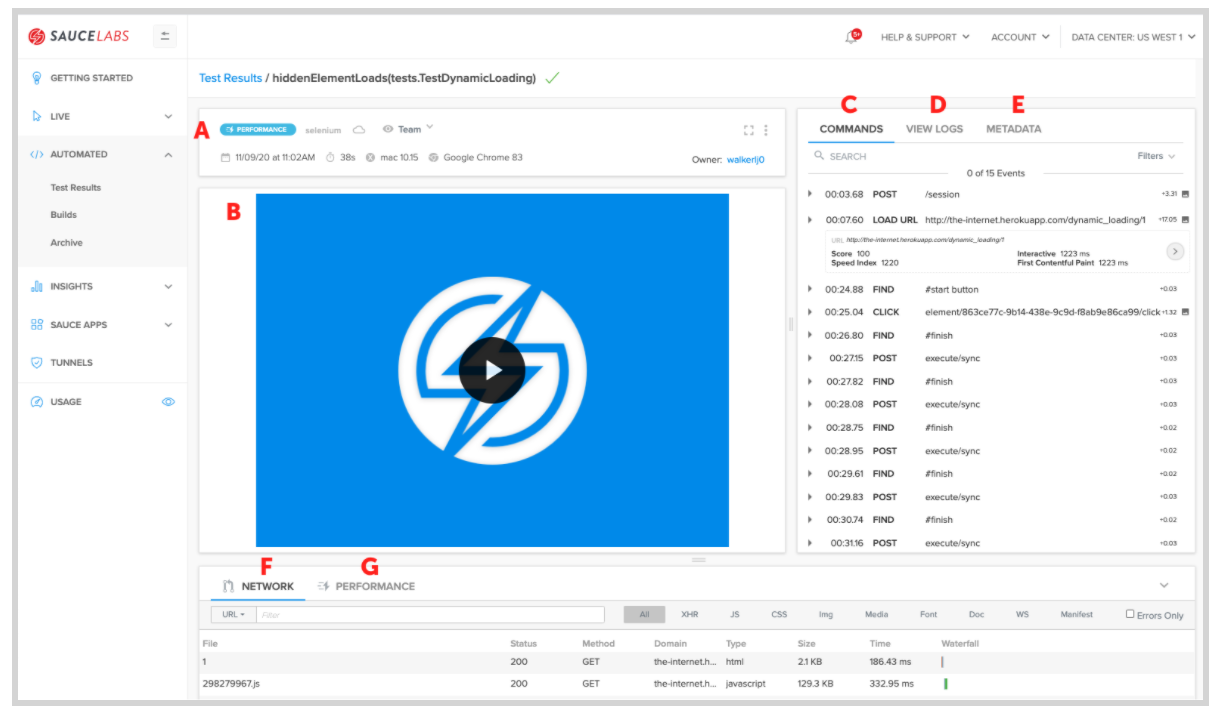 SAUCELABS
HELP & SUPPORT ACCOUNT DATA CENTER: US WEST 1
5+
GETTING STARTED
LIVE
AUTOMATED
Test Results
Builds
Archive
INSIGHTS
SAUCE APPS
TUNNELS
USAGE
Test Results / hiddenElementLoads(tests.TestDynamicLoading)
A
PERFORMANCE selenium Team
11/09/20 at 11:02AM 38s mac 10.15 Google Chrome 83
Owner: walkerlj0
B
C D E
COMMANDS VIEW LOGS METADATA
SEARCH Filters
0 of 15 Events
00:03.68 POST /session +3.31
00:07.60 LOAD URL http://the-internet.herokuapp.com/dynamic_loading/1 +17.05
URL http://the-internet.herokuapp.com/dynamic_loading/1
Score 100 Interactive 1223 ms
Speed Index 1220 First Contentful Paint 1223 ms
00:24.88 FIND #start button +0.03
00:25.04 CLICK element/863ce77c-9b14-438e-9c9d-f8ab9e86ca99/click +1.32
00:26.80 FIND #finish +0.03
00:27.15 POST execute/sync +0.03
00:27.82 FIND #finish +0.03
00:28.08 POST execute/sync +0.03
00:28.75 FIND #finish +0.02
00:28.95 POST execute/sync +0.02
00:29.61 FIND #finish +0.02
00:29.83 POST execute/sync +0.03
00:30.74 FIND #finish +0.02
00:31.16 POST execute/sync +0.03
F G
NETWORK PERFORMANCE
URL Filter All XHR JS CSS Img Media Font Doc WS Manifest Errors Only
File Status Method Domain Type Size Time Waterfall
1 200 GET the-internet.h... html 2.1 KB 186.43 ms
298279967.js 200 GET the-internet.h... javascript 129.3 KB 332.95 ms